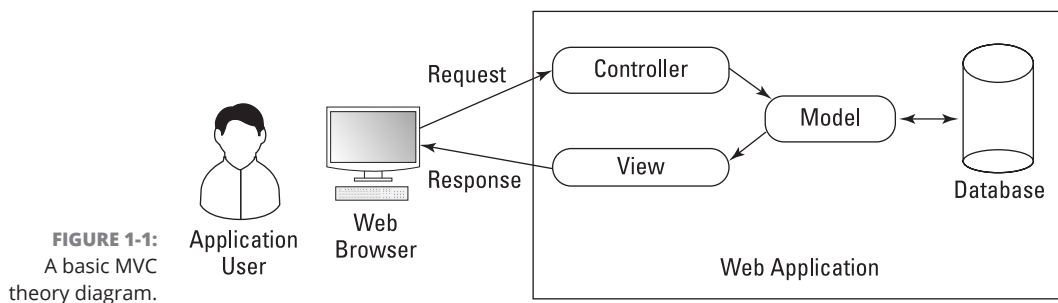 Request
Controller
Model
View
Response
Database
Web
Browser
Application
User
Web Application
FIGURE 1-1:
A basic MVC
theory diagram.